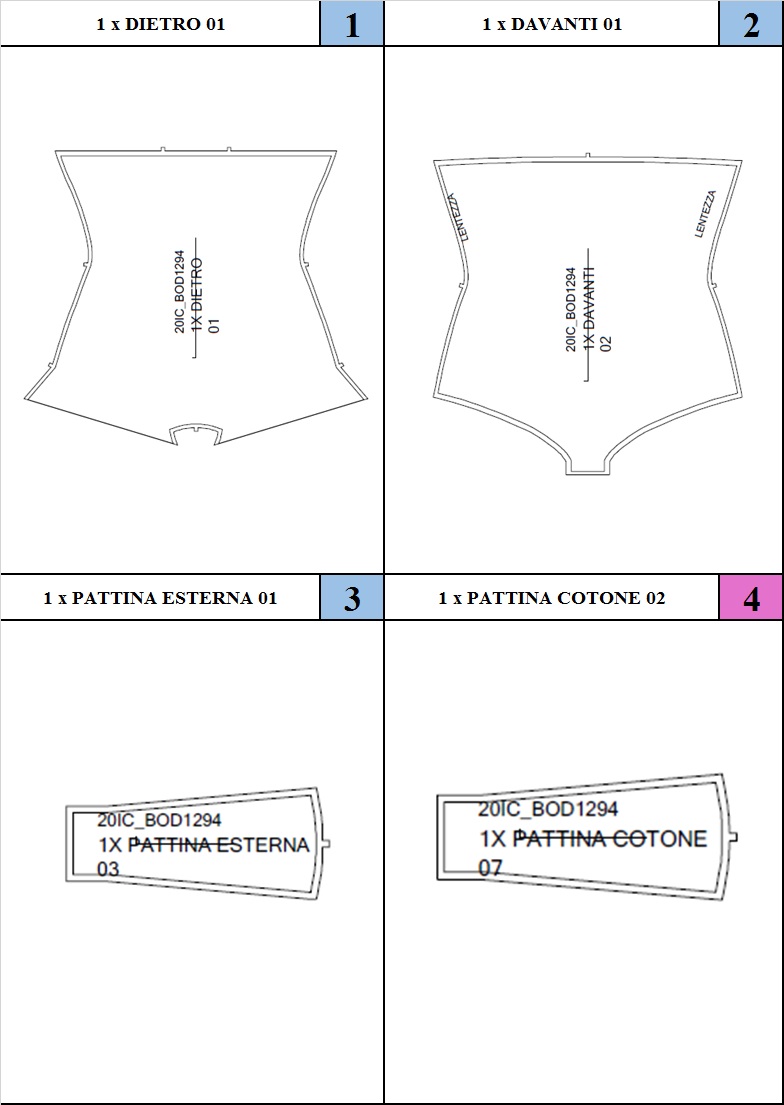 1 x DIETRO 01
1
1 x DAVANTI 01
2
20IC_BOD1294
1X DIETRO
01
LENTEZZA
LENTEZZA
20IC_BOD1294
1X DAVANTI
02
1 x PATTINA ESTERNA 01
3
1 x PATTINA COTONE 02
4
20IC_BOD1294
1X PATTINA ESTERNA
03
20IC_BOD1294
1X PATTINA COTONE
07